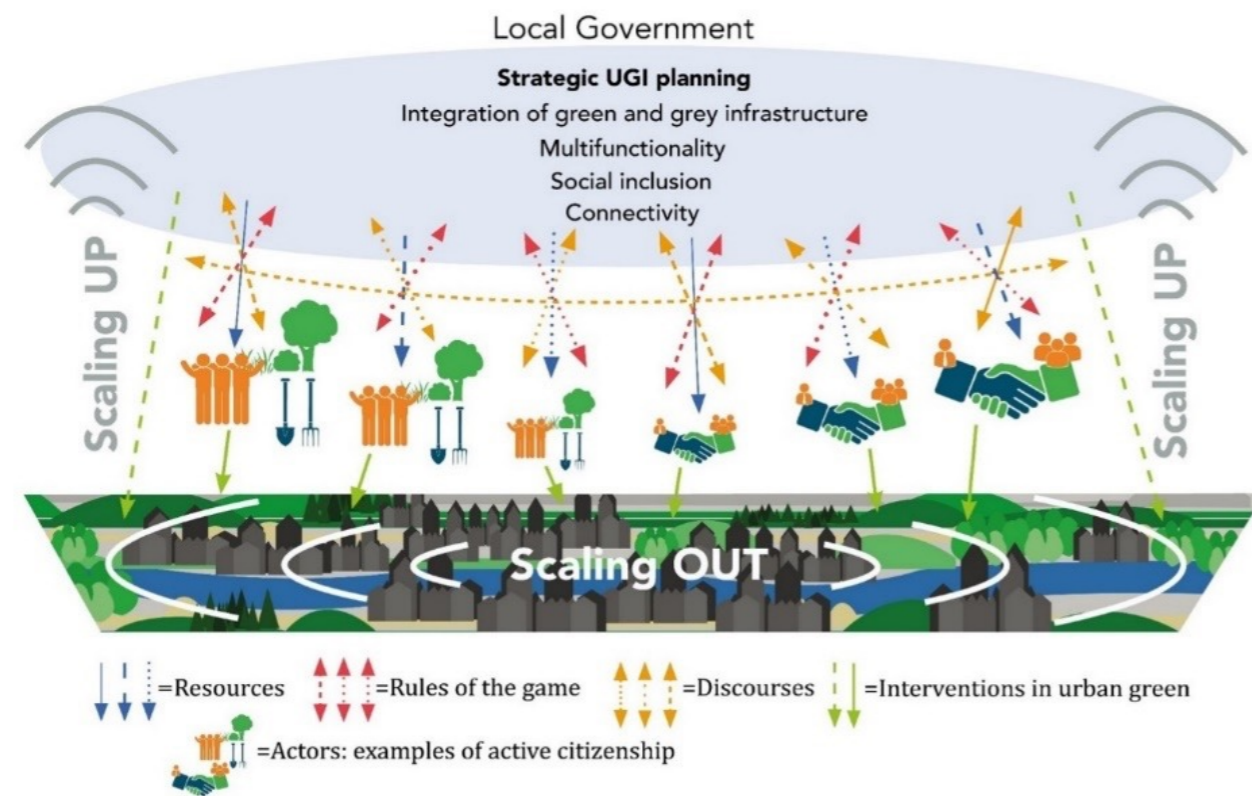 Local Government
Strategic UGI planning
Integration of green and grey infrastructure
Multifunctionality
Social inclusion
Connectivity
Scaling UP
Scaling UP
Scaling OUT
=Resources
=Rules of the game
=Discourses
=Interventions in urban green
=Actors: examples of active citizenship